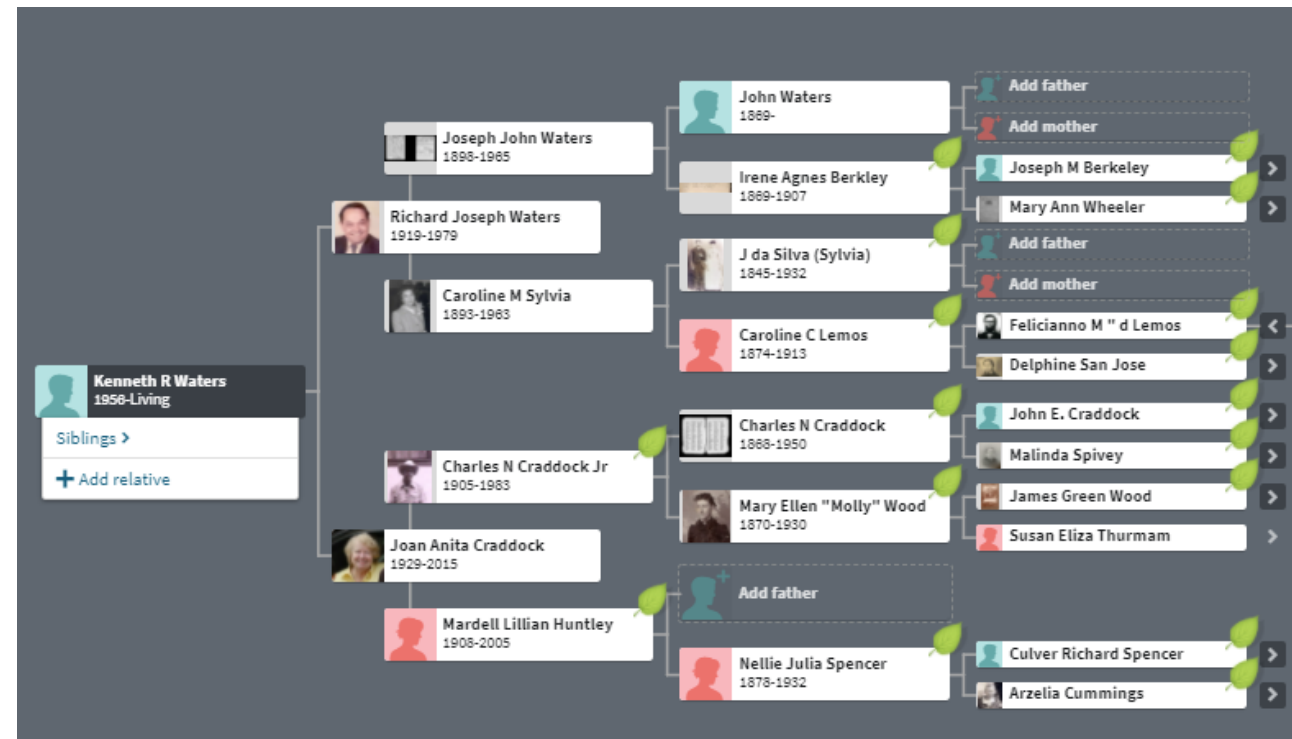 Add father
John Waters
1869-
Add mother
Joseph John Waters
1898-1965
Joseph M Berkeley
Irene Agnes Berkley
1869-1907
Mary Ann Wheeler
Richard Joseph Waters
1919-1979
Add father
J da Silva (Sylvia)
1845-1932
Add mother
Caroline M Sylvia
1893-1963
Felicianno M " d Lemos
Caroline C Lemos
1874-1913
Delphine San Jose
Kenneth R Waters
1956-Living
Siblings >
+ Add relative
John E. Craddock
Charles N Craddock
1868-1950
Malinda Spivey
Charles N Craddock Jr
1905-1983
James Green Wood
Mary Ellen "Molly" Wood
1870-1930
Susan Eliza Thurmam
Joan Anita Craddock
1929-2015
Add father
Mardell Lillian Huntley
1908-2005
Culver Richard Spencer
Nellie Julia Spencer
1878-1932
Arzelia Cummings